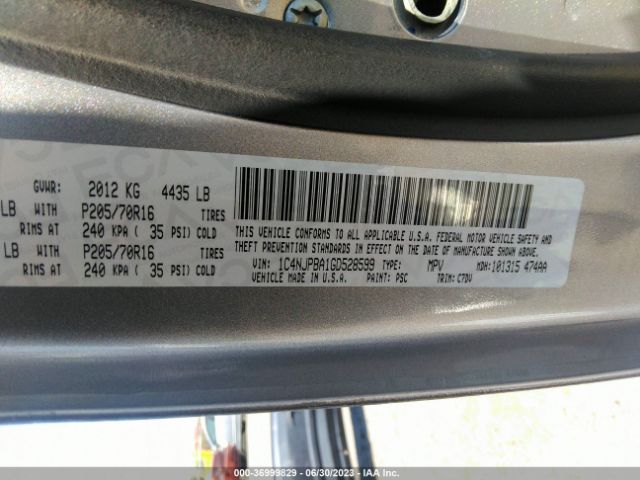 GVWR: 2012 KG 4435 LB
LB WITH P205/70R16 TIRES
RIMS AT 240 KPA ( 35 PSI) COLD
LB WITH P205/70R16 TIRES
RIMS AT 240 KPA ( 35 PSI) COLD
THIS VEHICLE CONFORMS TO ALL APPLICABLE U.S.A. FEDERAL MOTOR VEHICLE SAFETY AND
THEFT PREVENTION STANDARDS IN EFFECT ON THE DATE OF MANUFACTURE SHOWN ABOVE.
VIN: 1C4NJPBA1GD528599 TYPE: MPV MDH: 101315 474AA
VEHICLE MADE IN U.S.A. PAINT: PSC TRIM: C7DV
000-36999829 - 06/30/2023 - IAA Inc.